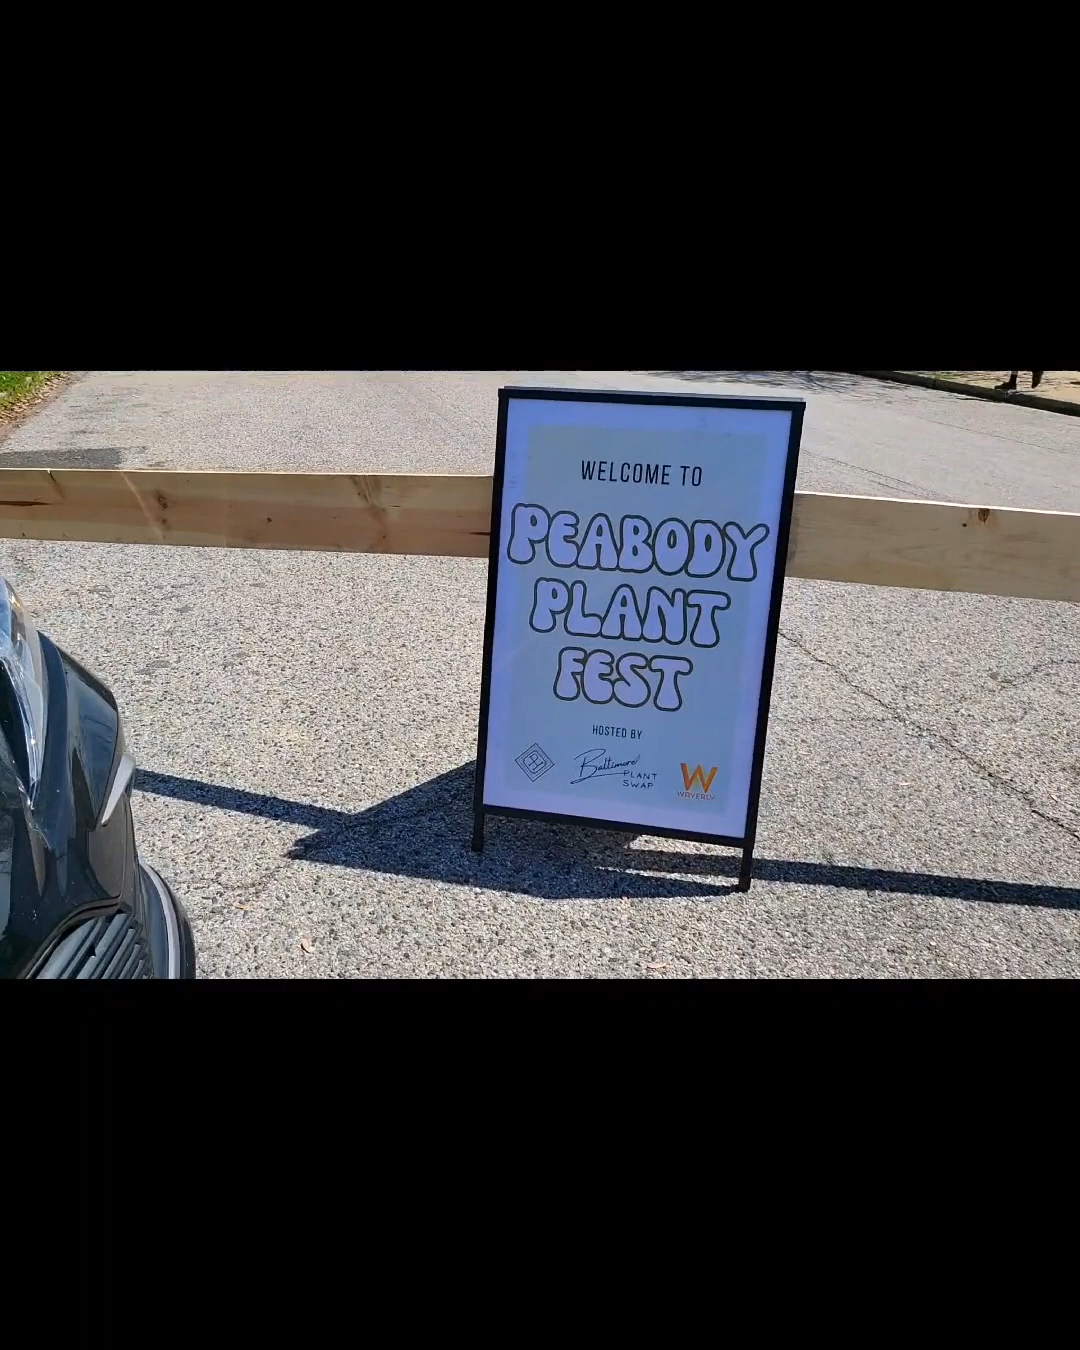 WELCOME TO
PEABODY
PLANT
FEST
HOSTED BY
Baltimore
PLANT
SWAP
W
WAVERLY